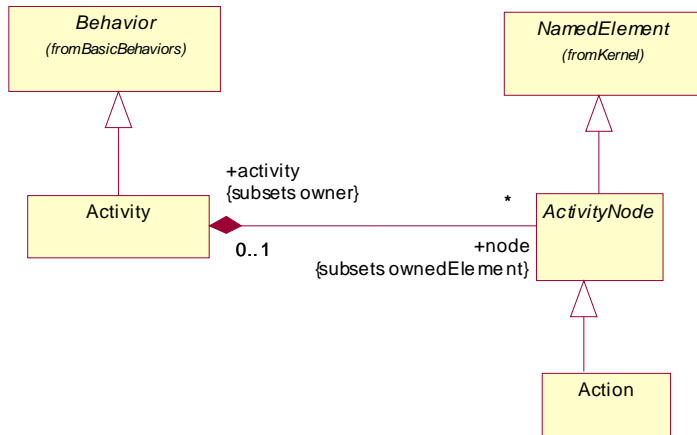 Behavior
(fromBasicBehaviors)
NamedElement
(fromKernel)
+activity
{subsets owner}
Activity
*
ActivityNode
0..1
+node
{subsets ownedElement}
Action